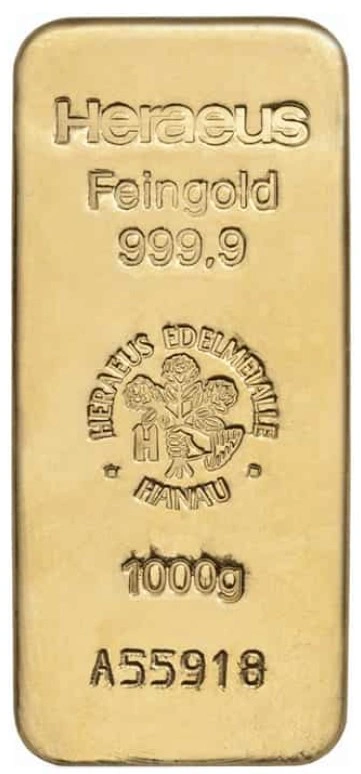 Heraeus
Feingold
999,9
HERAEUS EDELMETALLE
H
HANAU
1000g
A55918